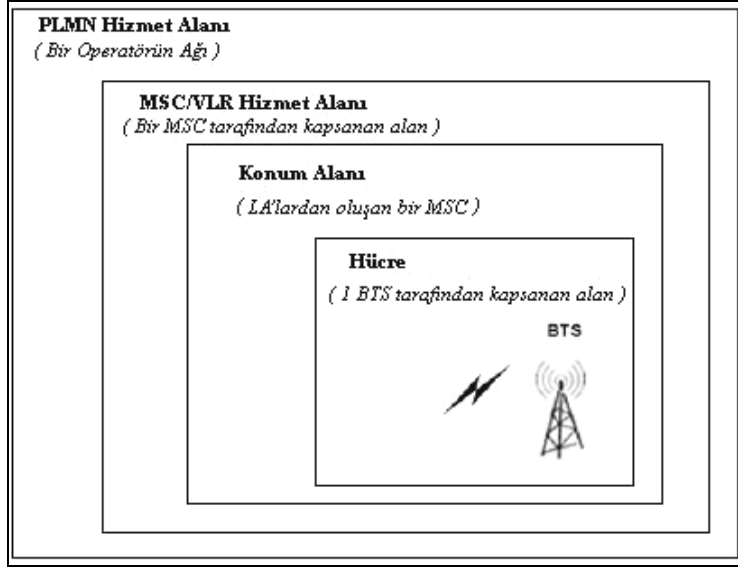 PLMN Hizmet Alanı
( Bir Operatörün Ağı )
MSC/VLR Hizmet Alanı
( Bir MSC tarafından kapsanan alan )
Konum Alanı
( LA'lardan oluşan bir MSC )
Hücre
( 1 BTS tarafından kapsanan alan )
BTS